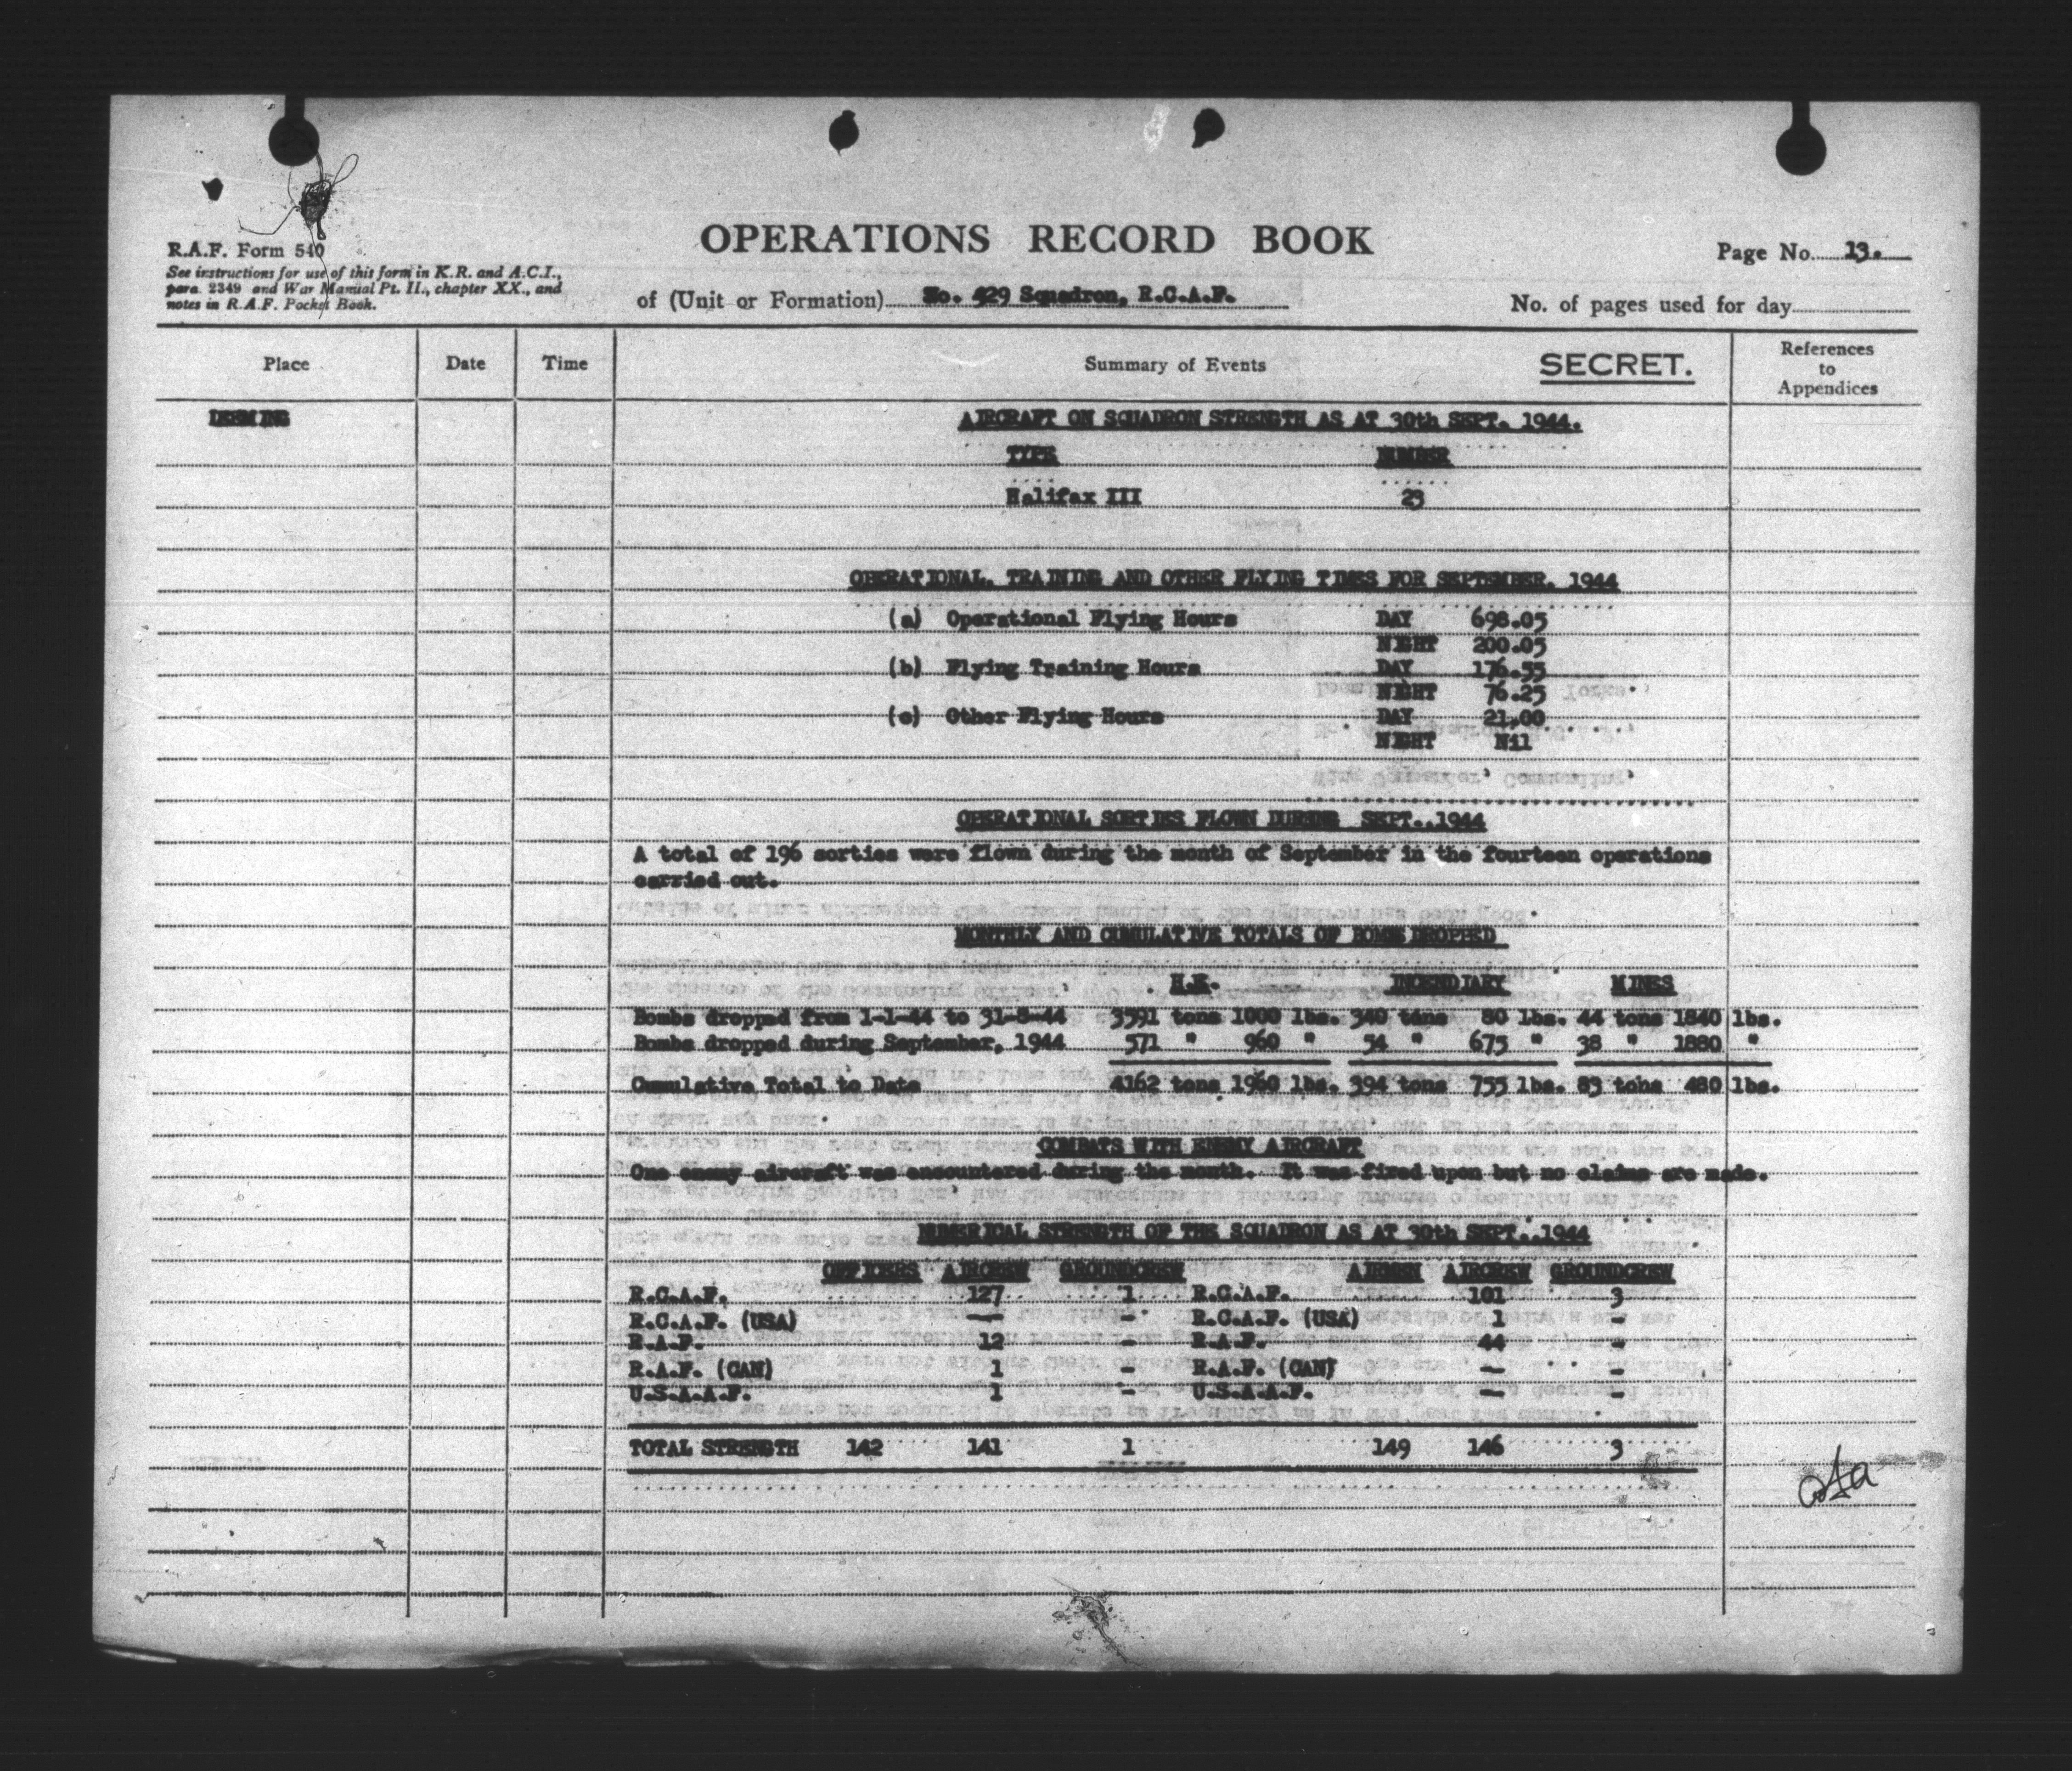 R.A.F. Form 540
See instructions for use of this form in K.R. and A.C.I.,
para. 2349 and War Manual Pt. II., chapter XX., and
notes in R.A.F. Pocket Book.
OPERATIONS RECORD BOOK
of (Unit or Formation) No. 429 Squadron, R.C.A.F.
Page No. 13.
No. of pages used for day
Place Date Time Summary of Events SECRET. References to Appendices
LEEMING
AIRCRAFT ON SQUADRON STRENGTH AS AT 30th SEPT. 1944.
TYPE NUMBER
Halifax III 23
OPERATIONAL, TRAINING AND OTHER FLYING TIMES FOR SEPTEMBER, 1944
(a) Operational Flying Hours DAY 698.05
NIGHT 200.05
(b) Flying Training Hours DAY 176.55
NIGHT 76.25
(c) Other Flying Hours DAY 21.00
NIGHT Nil
OPERATIONAL SORTIES FLOWN DURING SEPT..1944
A total of 196 sorties were flown during the month of September in the fourteen operations
carried out.
MONTHLY AND CUMULATIVE TOTALS OF BOMBS DROPPED
H.E. INCENDIARY MINES
Bombs dropped from 1-1-44 to 31-8-44 3591 tons 1000 lbs. 340 tons 80 lbs. 44 tons 1840 lbs.
Bombs dropped during September, 1944 571 " 960 " 54 " 675 " 38 " 1880 "
Cumulative Total to Date 4162 tons 1960 lbs. 394 tons 755 lbs. 83 tons 480 lbs.
COMBATS WITH ENEMY AIRCRAFT
One enemy aircraft was encountered during the month. It was fired upon but no claims are made.
NUMERICAL STRENGTH OF THE SQUADRON AS AT 30th SEPT..1944
OFFICERS AIRCREW GROUNDCREW AIRMEN AIRCREW GROUNDCREW
R.C.A.F. 127 1 R.C.A.F. 101 3
R.C.A.F. (USA) — - R.C.A.F. (USA) 1 -
R.A.F. 12 - R.A.F. 44 -
R.A.F. (CAN) 1 - R.A.F. (CAN) — -
U.S.A.A.F. 1 - U.S.A.A.F. — -
TOTAL STRENGTH 142 141 1 149 146 3